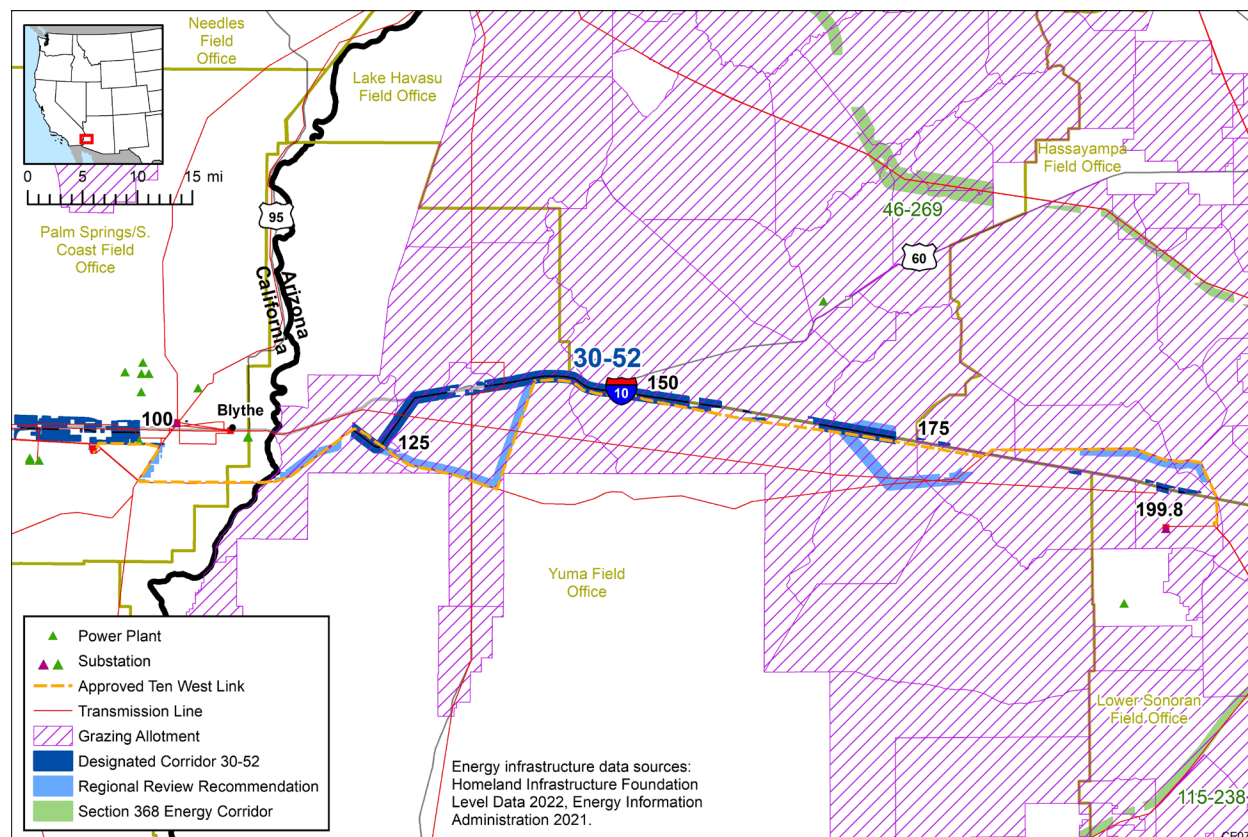 Needles
Field
Office
Lake Havasu
Field Office
0 5 10 15 mi
Hassayampa
Field Office
46-269
95
Palm Springs/S.
Coast Field
Office
60
Arizona
California
30-52
150
10
Blythe
100
125
175
199.8
Yuma Field
Office
Power Plant
Substation
Approved Ten West Link
Transmission Line
Grazing Allotment
Designated Corridor 30-52
Regional Review Recommendation
Section 368 Energy Corridor
Energy infrastructure data sources:
Homeland Infrastructure Foundation
Level Data 2022, Energy Information
Administration 2021.
Lower Sonoran
Field Office
115-238-